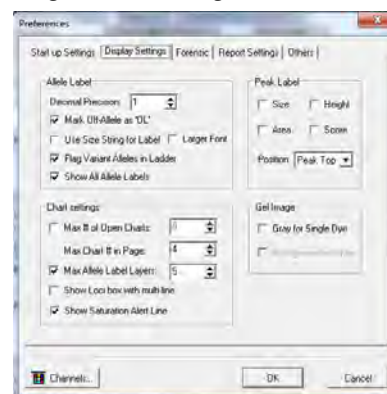 Preferences
Start up Settings Display Settings Forensic Report Settings Others
Allele Label
Decimal Precision: 1
Mark Off-Allele as 'OL'
Use Size String for Label Larger Font
Flag Variant Alleles in Ladder
Show All Allele Labels
Peak Label
Size Height
Area Score
Position Peak Top
Chart settings
Max # of Open Charts:
Max Chart # in Page: 4
Max Allele Label Layers: 5
Show Loci box with multi line
Show Saturation Alert Line
Gel Image
Gray for Single Dye
Channels...
OK Cancel